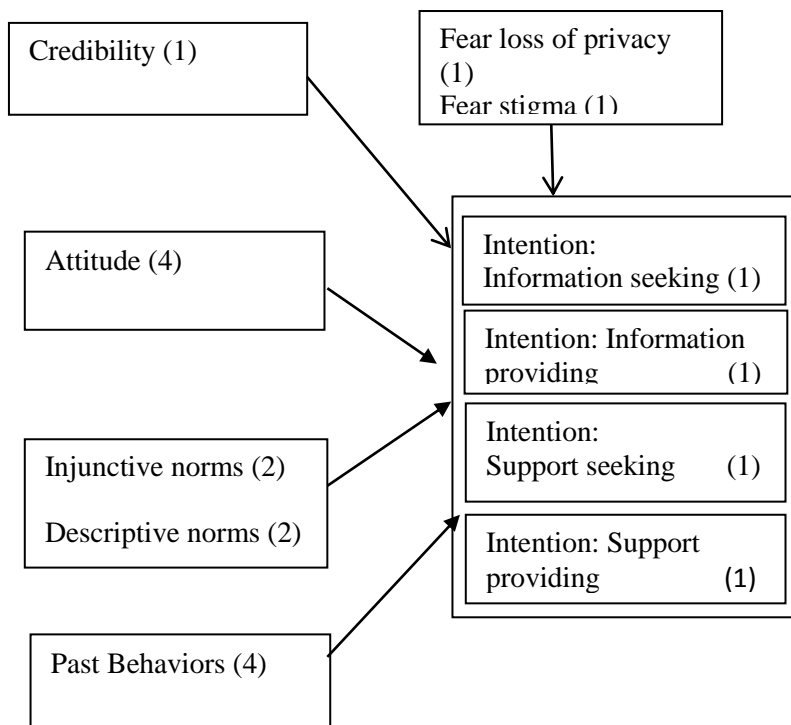 Credibility (1)
Fear loss of privacy
(1)
Fear stigma (1)
Attitude (4)
Intention:
Information seeking (1)
Intention: Information
providing (1)
Injunctive norms (2)
Descriptive norms (2)
Intention:
Support seeking (1)
Intention: Support
providing (1)
Past Behaviors (4)